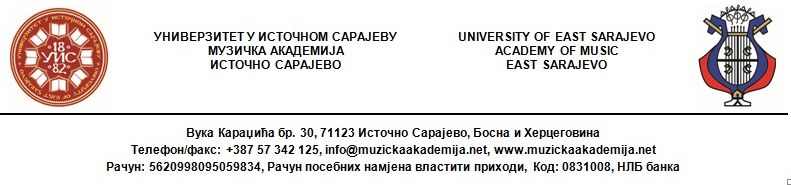 УНИВЕРЗИТЕТ У ИСТОЧНОМ САРАЈЕВУ
МУЗИЧКА АКАДЕМИЈА
ИСТОЧНО САРАЈЕВО
UNIVERSITY OF EAST SARAJEVO
ACADEMY OF MUSIC
EAST SARAJEVO
18
УИС
82
Вука Караџића бр. 30, 71123 Источно Сарајево, Босна и Херцеговина
Телефон/факс: +387 57 342 125, info@muzickaakademija.net, www.muzickaakademija.net
Рачун: 5620998095059834, Рачун посебних намјена властити приходи, Код: 0831008, НЛБ банка